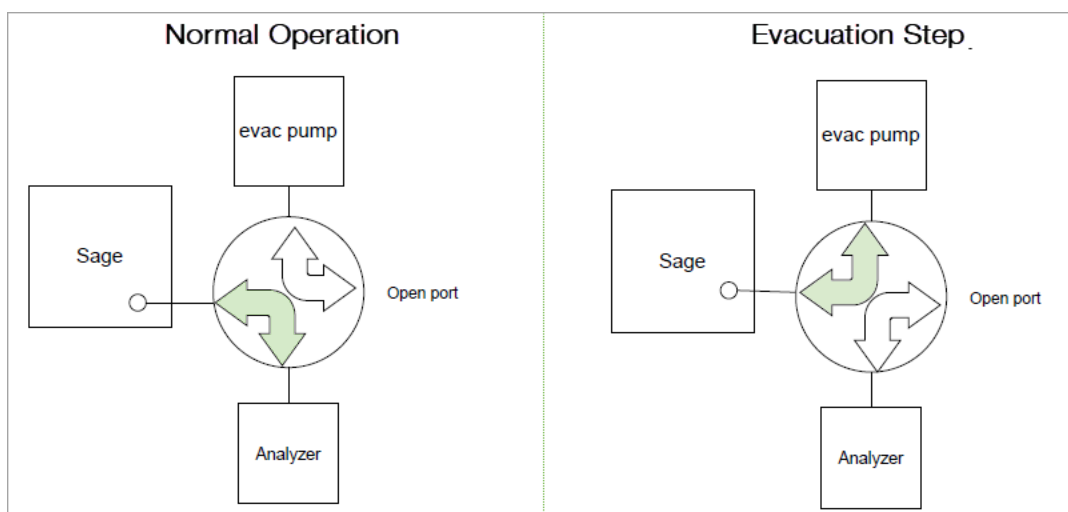 Normal Operation
evac pump
Sage
Open port
Analyzer
Evacuation Step
evac pump
Sage
Open port
Analyzer